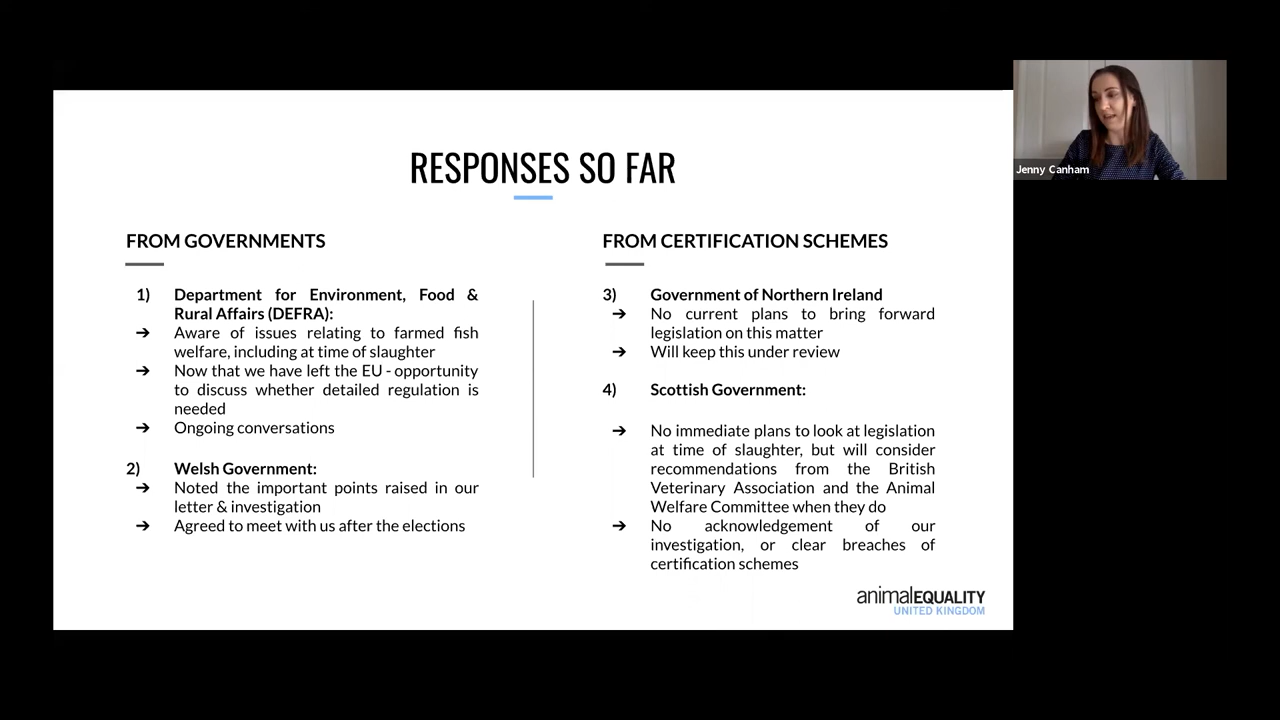 RESPONSES SO FAR
FROM GOVERNMENTS
1) Department for Environment, Food &
Rural Affairs (DEFRA):
➔ Aware of issues relating to farmed fish
welfare, including at time of slaughter
➔ Now that we have left the EU - opportunity
to discuss whether detailed regulation is
needed
➔ Ongoing conversations
2) Welsh Government:
➔ Noted the important points raised in our
letter & investigation
➔ Agreed to meet with us after the elections
FROM CERTIFICATION SCHEMES
3) Government of Northern Ireland
➔ No current plans to bring forward
legislation on this matter
➔ Will keep this under review
4) Scottish Government:
➔ No immediate plans to look at legislation
at time of slaughter, but will consider
recommendations from the British
Veterinary Association and the Animal
Welfare Committee when they do
➔ No acknowledgement of our
investigation, or clear breaches of
certification schemes
animalEQUALITY
UNITED KINGDOM
Jenny Canham